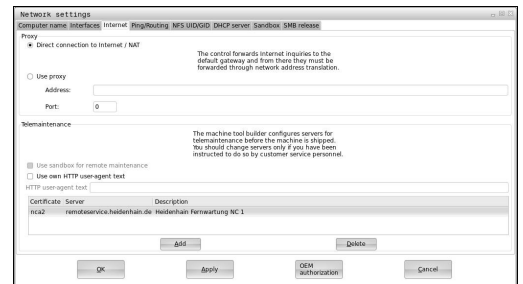 Network settings
Computer name Interfaces Internet Ping/Routing NFS UID/GID DHCP server Sandbox SMB release
Proxy
Direct connection to Internet / NAT
The control forwards Internet inquiries to the
default gateway and from there they must be
forwarded through network address translation.
Use proxy
Address:
Port: 0
Telemaintenance
The machine tool builder configures servers for
telemaintenance before the machine is shipped.
You should change servers only if you have been
instructed to do so by customer service personnel.
Use sandbox for remote maintenance
Use own HTTP user-agent text
HTTP user-agent text
Certificate Server Description
nca2 remoteservice.heidenhain.de Heidenhain Fernwartung NC 1
Add Delete
OK Apply OEM authorization Cancel